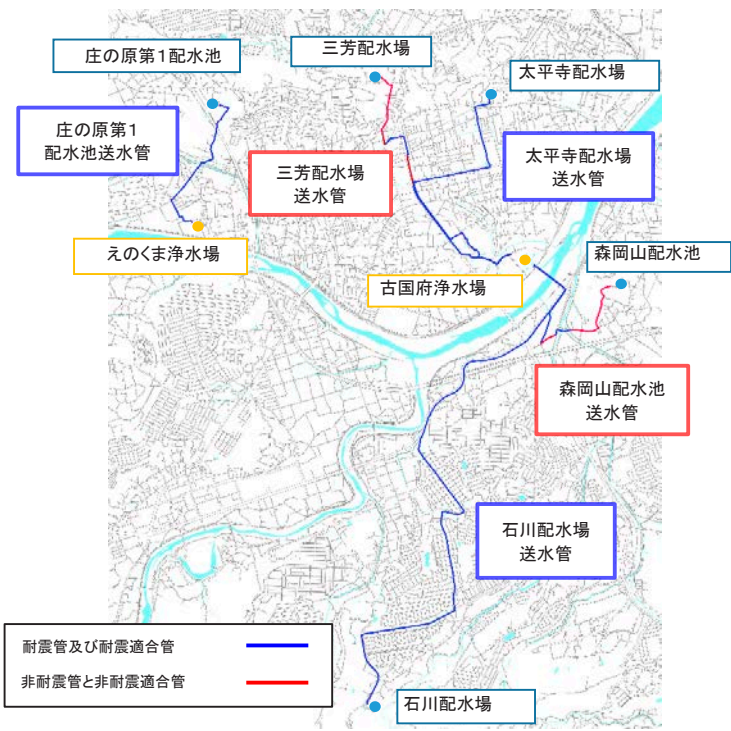 三芳配水場
庄の原第1配水池
太平寺配水場
庄の原第1
配水池送水管
三芳配水場
送水管
太平寺配水場
送水管
えのくま浄水場
古国府浄水場
森岡山配水池
森岡山配水池
送水管
石川配水場
送水管
耐震管及び耐震適合管
非耐震管と非耐震適合管
石川配水場